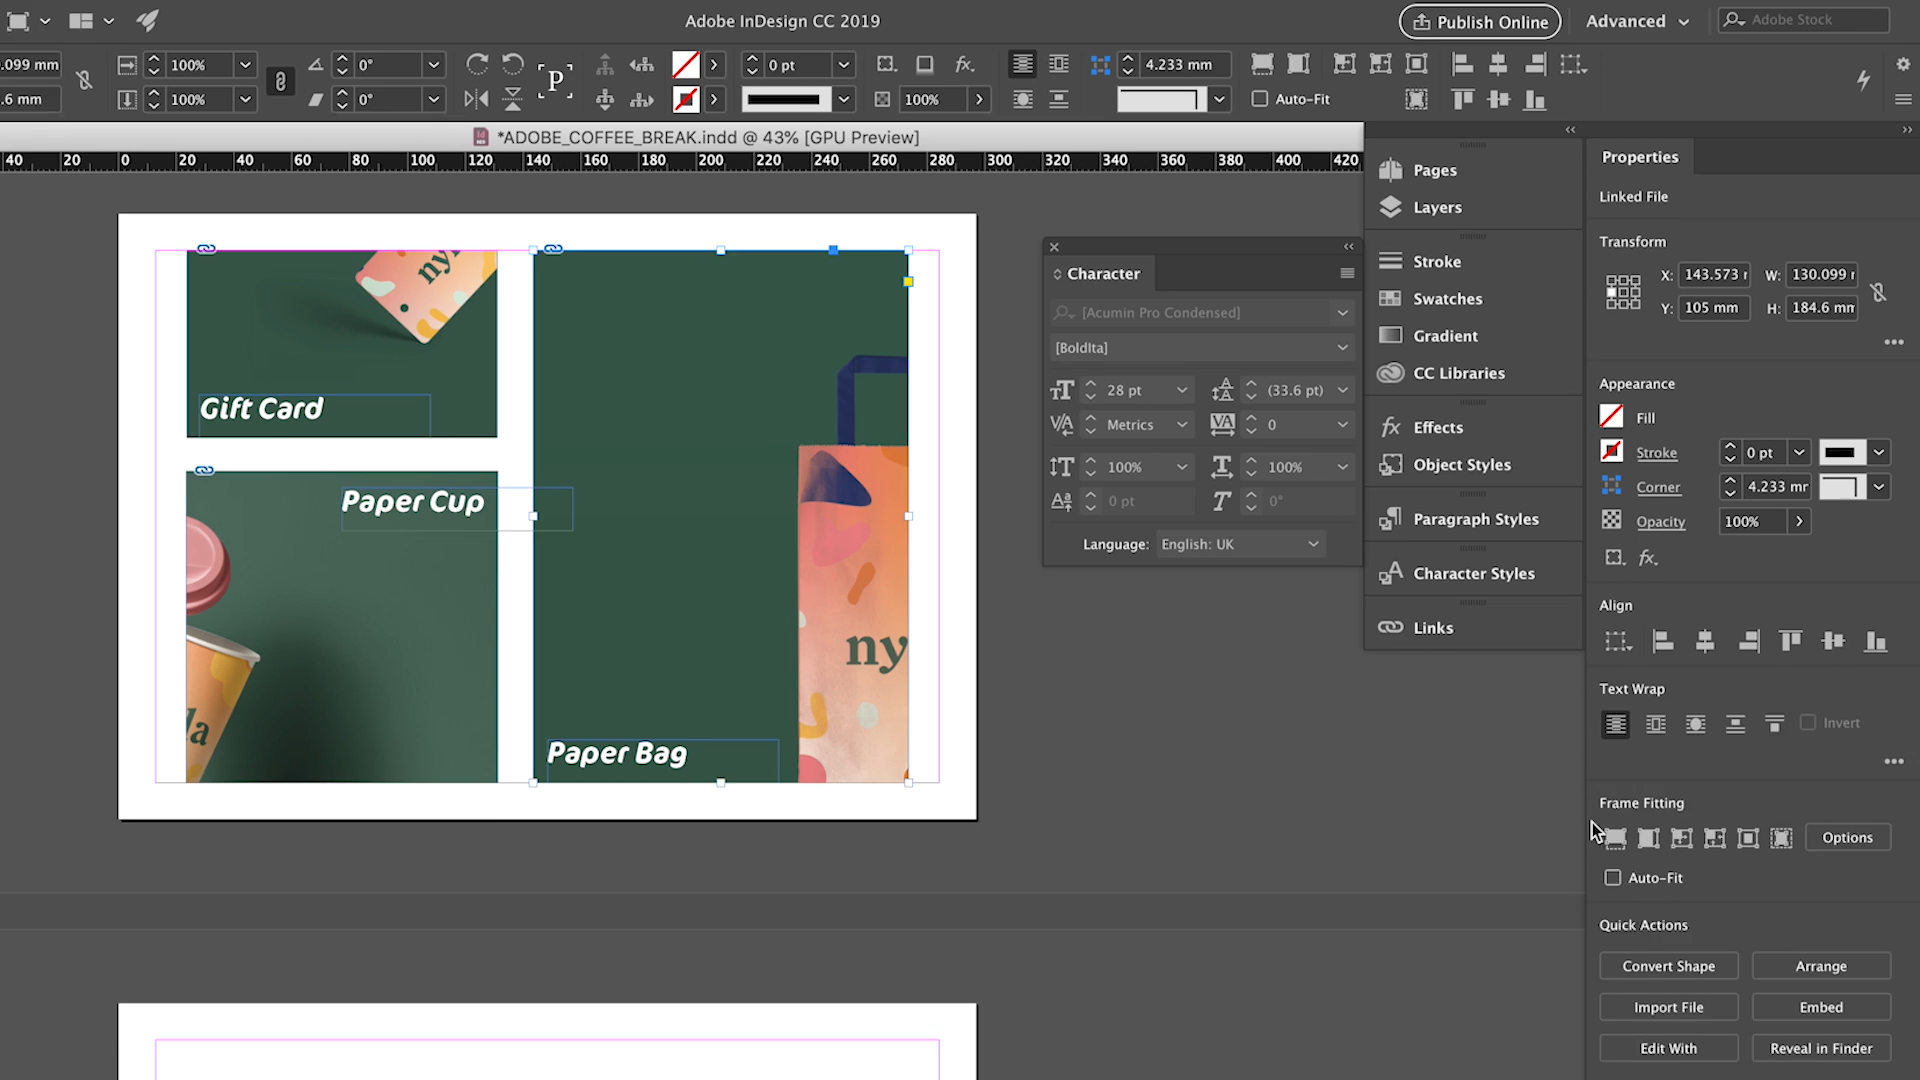 Adobe InDesign CC 2019
Publish Online
Advanced
Adobe Stock
.099 mm
100%
0°
0 pt
fx.
4.233 mm
.6 mm
100%
0°
P
100%
Auto-Fit
*ADOBE_COFFEE_BREAK.indd @ 43% [GPU Preview]
40 20 0 20 40 60 80 100 120 140 160 180 200 220 240 260 280 300 320 340 360 380 400 420
Gift Card
Paper Cup
la
ny
Paper Bag
Character
[Acumin Pro Condensed]
[BoldIta]
28 pt
(33.6 pt)
Metrics
0
100%
100%
0 pt
0°
Language: English: UK
Pages
Layers
Stroke
Swatches
Gradient
CC Libraries
fx Effects
Object Styles
Paragraph Styles
Character Styles
Links
Properties
Linked File
Transform
X: 143.573 W: 130.099
Y: 105 mm H: 184.6 mm
Appearance
Fill
Stroke 0 pt
Corner 4.233 mr
Opacity 100%
fx.
Align
Text Wrap
Invert
Frame Fitting
Options
Auto-Fit
Quick Actions
Convert Shape
Arrange
Import File
Embed
Edit With
Reveal in Finder